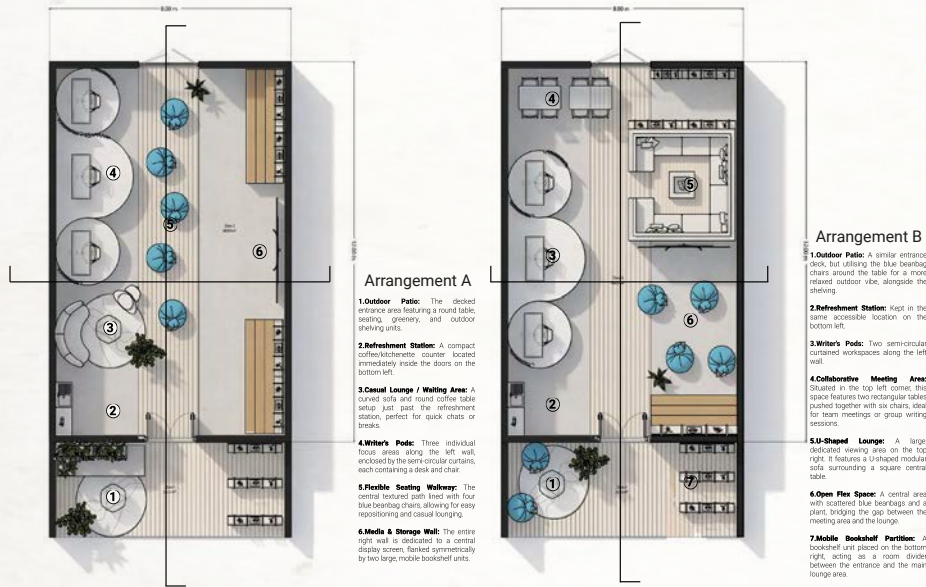 8.00 m
8.00 m
④
④
⑤
⑤
⑥
③
⑥
③
②
②
①
①
⑦
12.00 m
12.00 m
Arrangement A
1.Outdoor Patio: The decked
entrance area featuring a round table,
seating, greenery, and outdoor
shelving units.
2.Refreshment Station: A compact
coffee/kitchenette counter located
immediately inside the doors on the
bottom left.
3.Casual Lounge / Waiting Area: A
curved sofa and round coffee table
setup just past the refreshment
station, perfect for quick chats or
breaks.
4.Writer's Pods: Three individual
focus areas along the left wall,
enclosed by the semi-circular curtains,
each containing a desk and chair.
5.Flexible Seating Walkway: The
central textured path lined with four
blue beanbag chairs, allowing for easy
repositioning and casual lounging.
6.Media & Storage Wall: The entire
right wall is dedicated to a central
display screen, flanked symmetrically
by two large, mobile bookshelf units.
Arrangement B
1.Outdoor Patio: A similar entrance
deck, but utilising the blue beanbag
chairs around the table for a more
relaxed outdoor vibe, alongside the
shelving.
2.Refreshment Station: Kept in the
same accessible location on the
bottom left.
3.Writer's Pods: Two semi-circular
curtained workspaces along the left
wall.
4.Collaborative Meeting Area:
Situated in the top left corner, this
space features two rectangular tables
pushed together with six chairs, ideal
for team meetings or group writing
sessions.
5.U-Shaped Lounge: A large,
dedicated viewing area on the top
right. It features a U-shaped modular
sofa surrounding a square central
table.
6.Open Flex Space: A central area
with scattered blue beanbags and a
plant, bridging the gap between the
meeting area and the lounge.
7.Mobile Bookshelf Partition: A
bookshelf unit placed on the bottom
right, acting as a room divider
between the entrance and the main
lounge area.